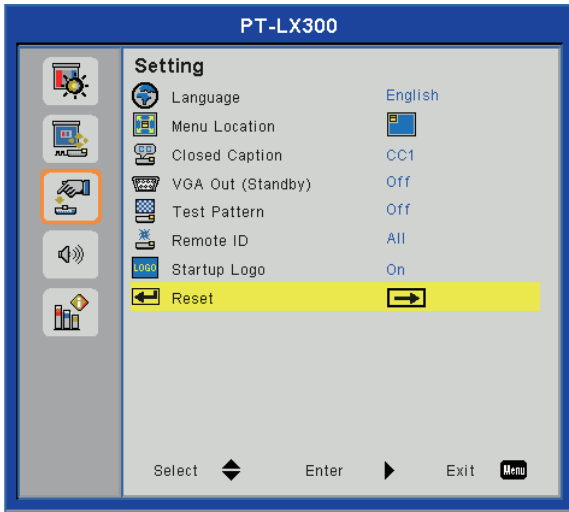 PT-LX300
Setting
Language English
Menu Location
Closed Caption CC1
VGA Out (Standby) Off
Test Pattern Off
Remote ID All
LOGO Startup Logo On
Reset
Select Enter Exit Menu